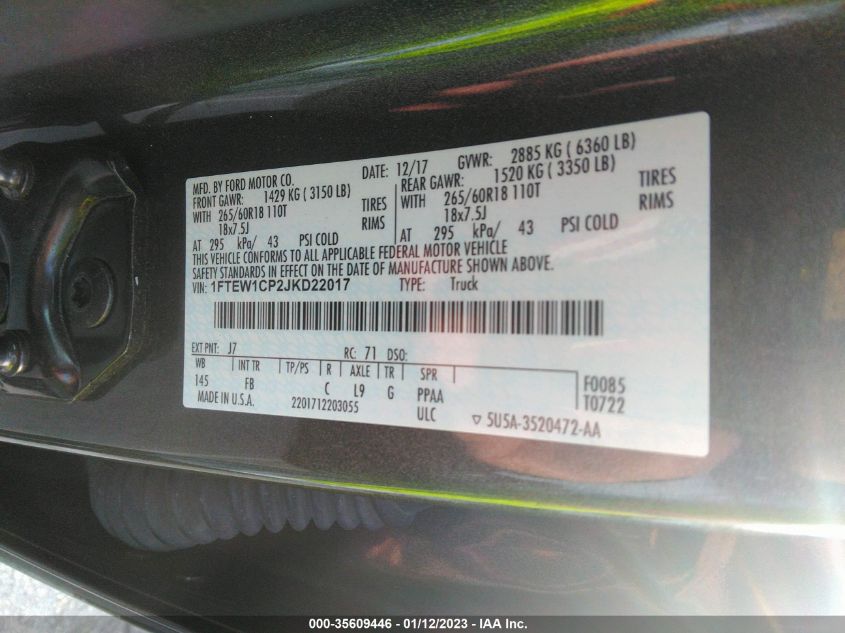 MFD. BY FORD MOTOR CO. DATE: 12/17 GVWR: 2885 KG ( 6360 LB)
FRONT GAWR: 1429 KG ( 3150 LB) REAR GAWR: 1520 KG ( 3350 LB)
WITH 265/60R18 110T TIRES WITH 265/60R18 110T TIRES
18x7.5J RIMS 18x7.5J RIMS
AT 295 kPa/ 43 PSI COLD AT 295 kPa/ 43 PSI COLD
THIS VEHICLE CONFORMS TO ALL APPLICABLE FEDERAL MOTOR VEHICLE
SAFETY STANDARDS IN EFFECT ON THE DATE OF MANUFACTURE SHOWN ABOVE.
VIN: 1FTEW1CP2JKD22017 TYPE: Truck
EXT PNT: J7 RC: 71 DSO:
WB INT TR TP/PS R AXLE TR SPR
145 FB C L9 G PPAA F0085
MADE IN U.S.A. 2201712203055 ULC T0722
▽ 5U5A-3520472-AA
000-35609446 - 01/12/2023 - IAA Inc.